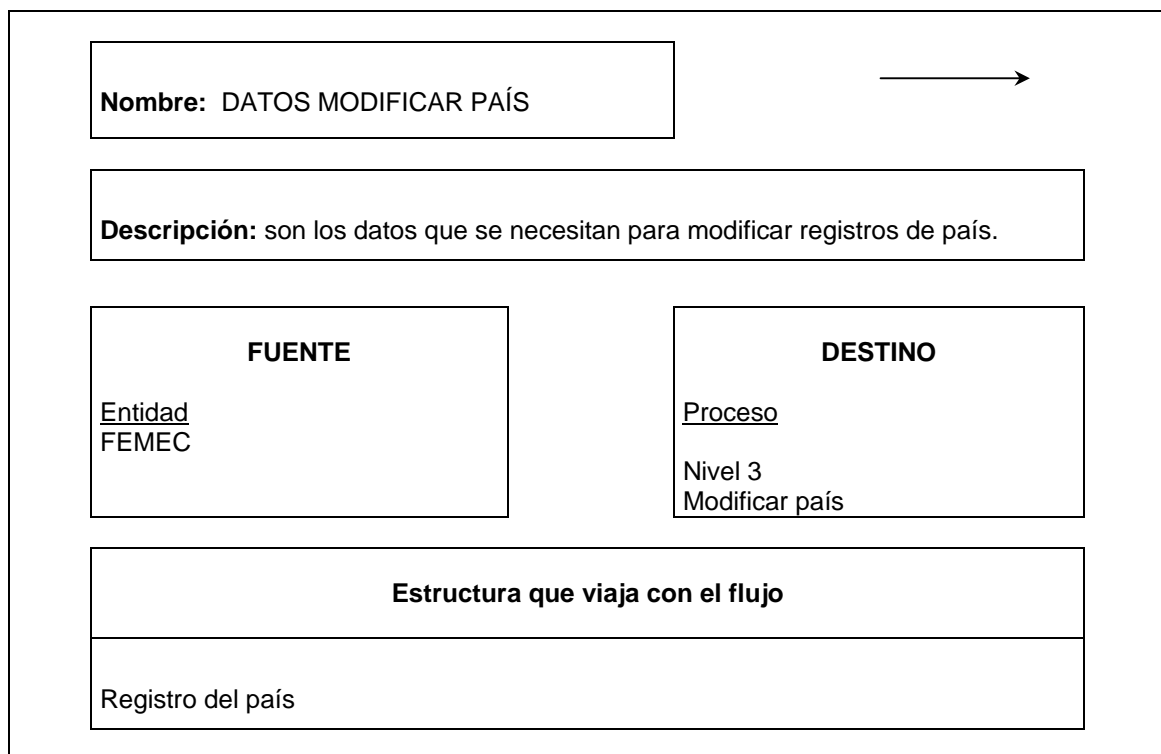 Nombre: DATOS MODIFICAR PAÍS
Descripción: son los datos que se necesitan para modificar registros de país.
FUENTE
Entidad
FEMEC
DESTINO
Proceso
Nivel 3
Modificar país
Estructura que viaja con el flujo
Registro del país